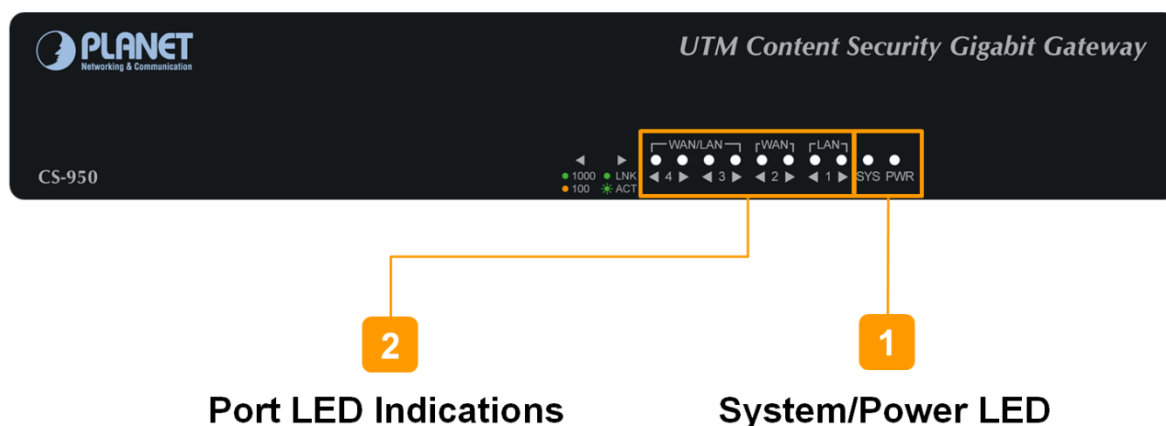 PLANET
Networking & Communication
UTM Content Security Gigabit Gateway
CS-950
WAN/LAN WAN LAN
◀ ▶
1000 LNK ◀ 4 ▶ ◀ 3 ▶ ◀ 2 ▶ ◀ 1 ▶ SYS PWR
100 ACT
2 1
Port LED Indications System/Power LED